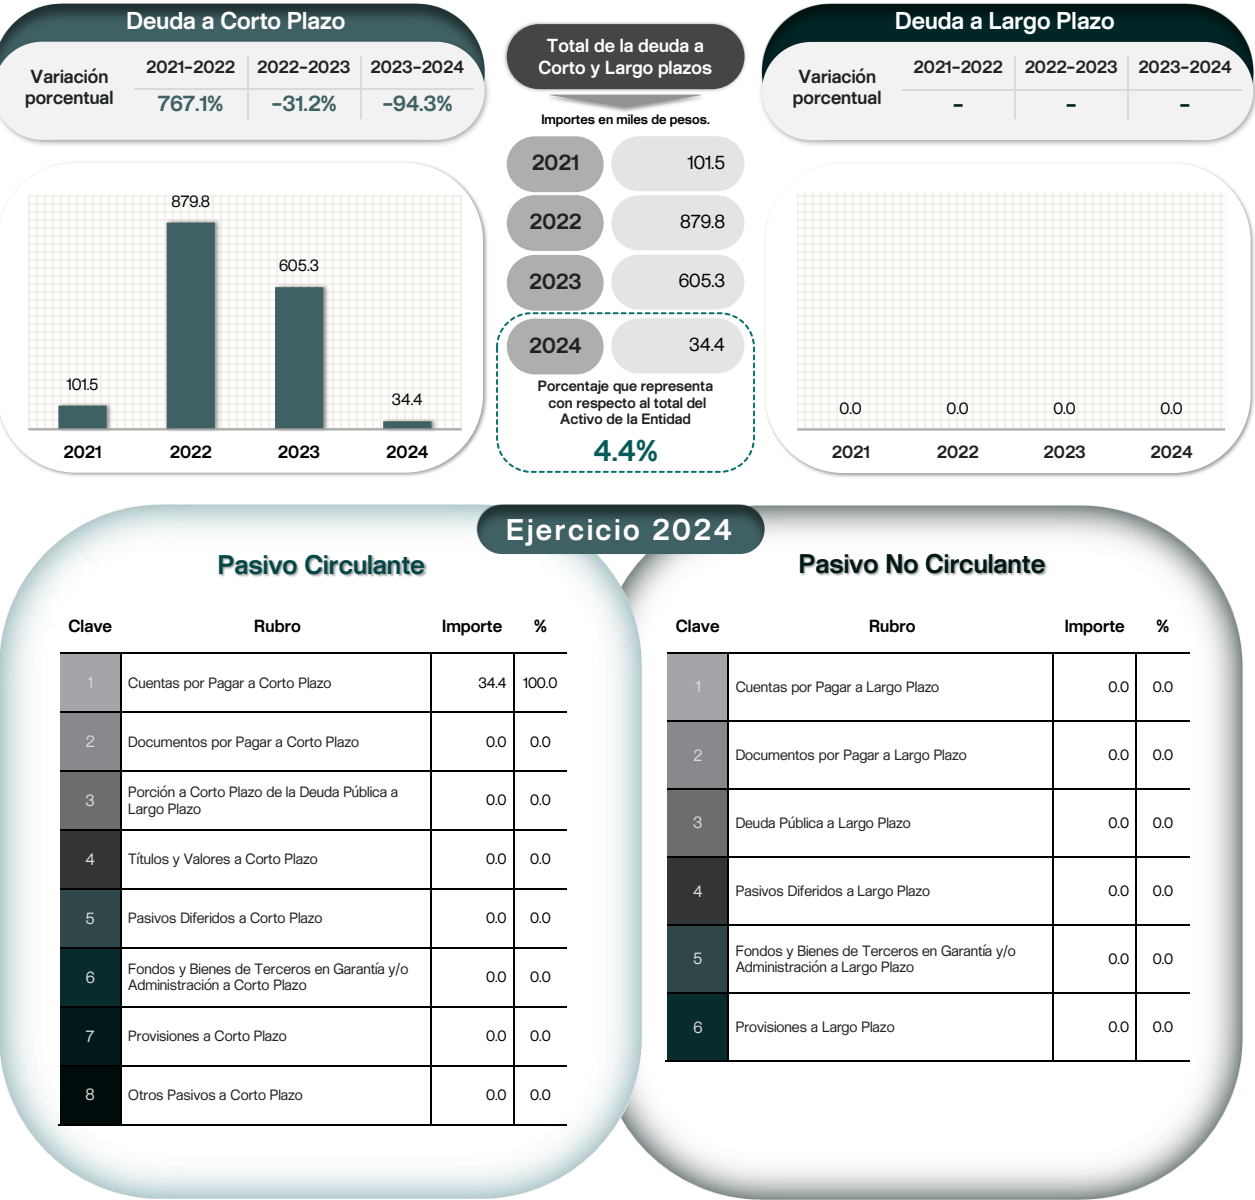 Deuda a Corto Plazo
Variación
porcentual
2021-2022 2022-2023 2023-2024
767.1% -31.2% -94.3%
879.8
605.3
101.5
34.4
2021 2022 2023 2024
Total de la deuda a
Corto y Largo plazos
Importes en miles de pesos.
2021 101.5
2022 879.8
2023 605.3
2024 34.4
Porcentaje que representa
con respecto al total del
Activo de la Entidad
4.4%
Deuda a Largo Plazo
Variación
porcentual
2021-2022 2022-2023 2023-2024
- - -
0.0 0.0 0.0 0.0
2021 2022 2023 2024
Ejercicio 2024
Pasivo Circulante
Clave Rubro Importe %
1 Cuentas por Pagar a Corto Plazo 34.4 100.0
2 Documentos por Pagar a Corto Plazo 0.0 0.0
3 Porción a Corto Plazo de la Deuda Pública a
Largo Plazo 0.0 0.0
4 Títulos y Valores a Corto Plazo 0.0 0.0
5 Pasivos Diferidos a Corto Plazo 0.0 0.0
6 Fondos y Bienes de Terceros en Garantía y/o
Administración a Corto Plazo 0.0 0.0
7 Provisiones a Corto Plazo 0.0 0.0
8 Otros Pasivos a Corto Plazo 0.0 0.0
Pasivo No Circulante
Clave Rubro Importe %
1 Cuentas por Pagar a Largo Plazo 0.0 0.0
2 Documentos por Pagar a Largo Plazo 0.0 0.0
3 Deuda Pública a Largo Plazo 0.0 0.0
4 Pasivos Diferidos a Largo Plazo 0.0 0.0
5 Fondos y Bienes de Terceros en Garantía y/o
Administración a Largo Plazo 0.0 0.0
6 Provisiones a Largo Plazo 0.0 0.0